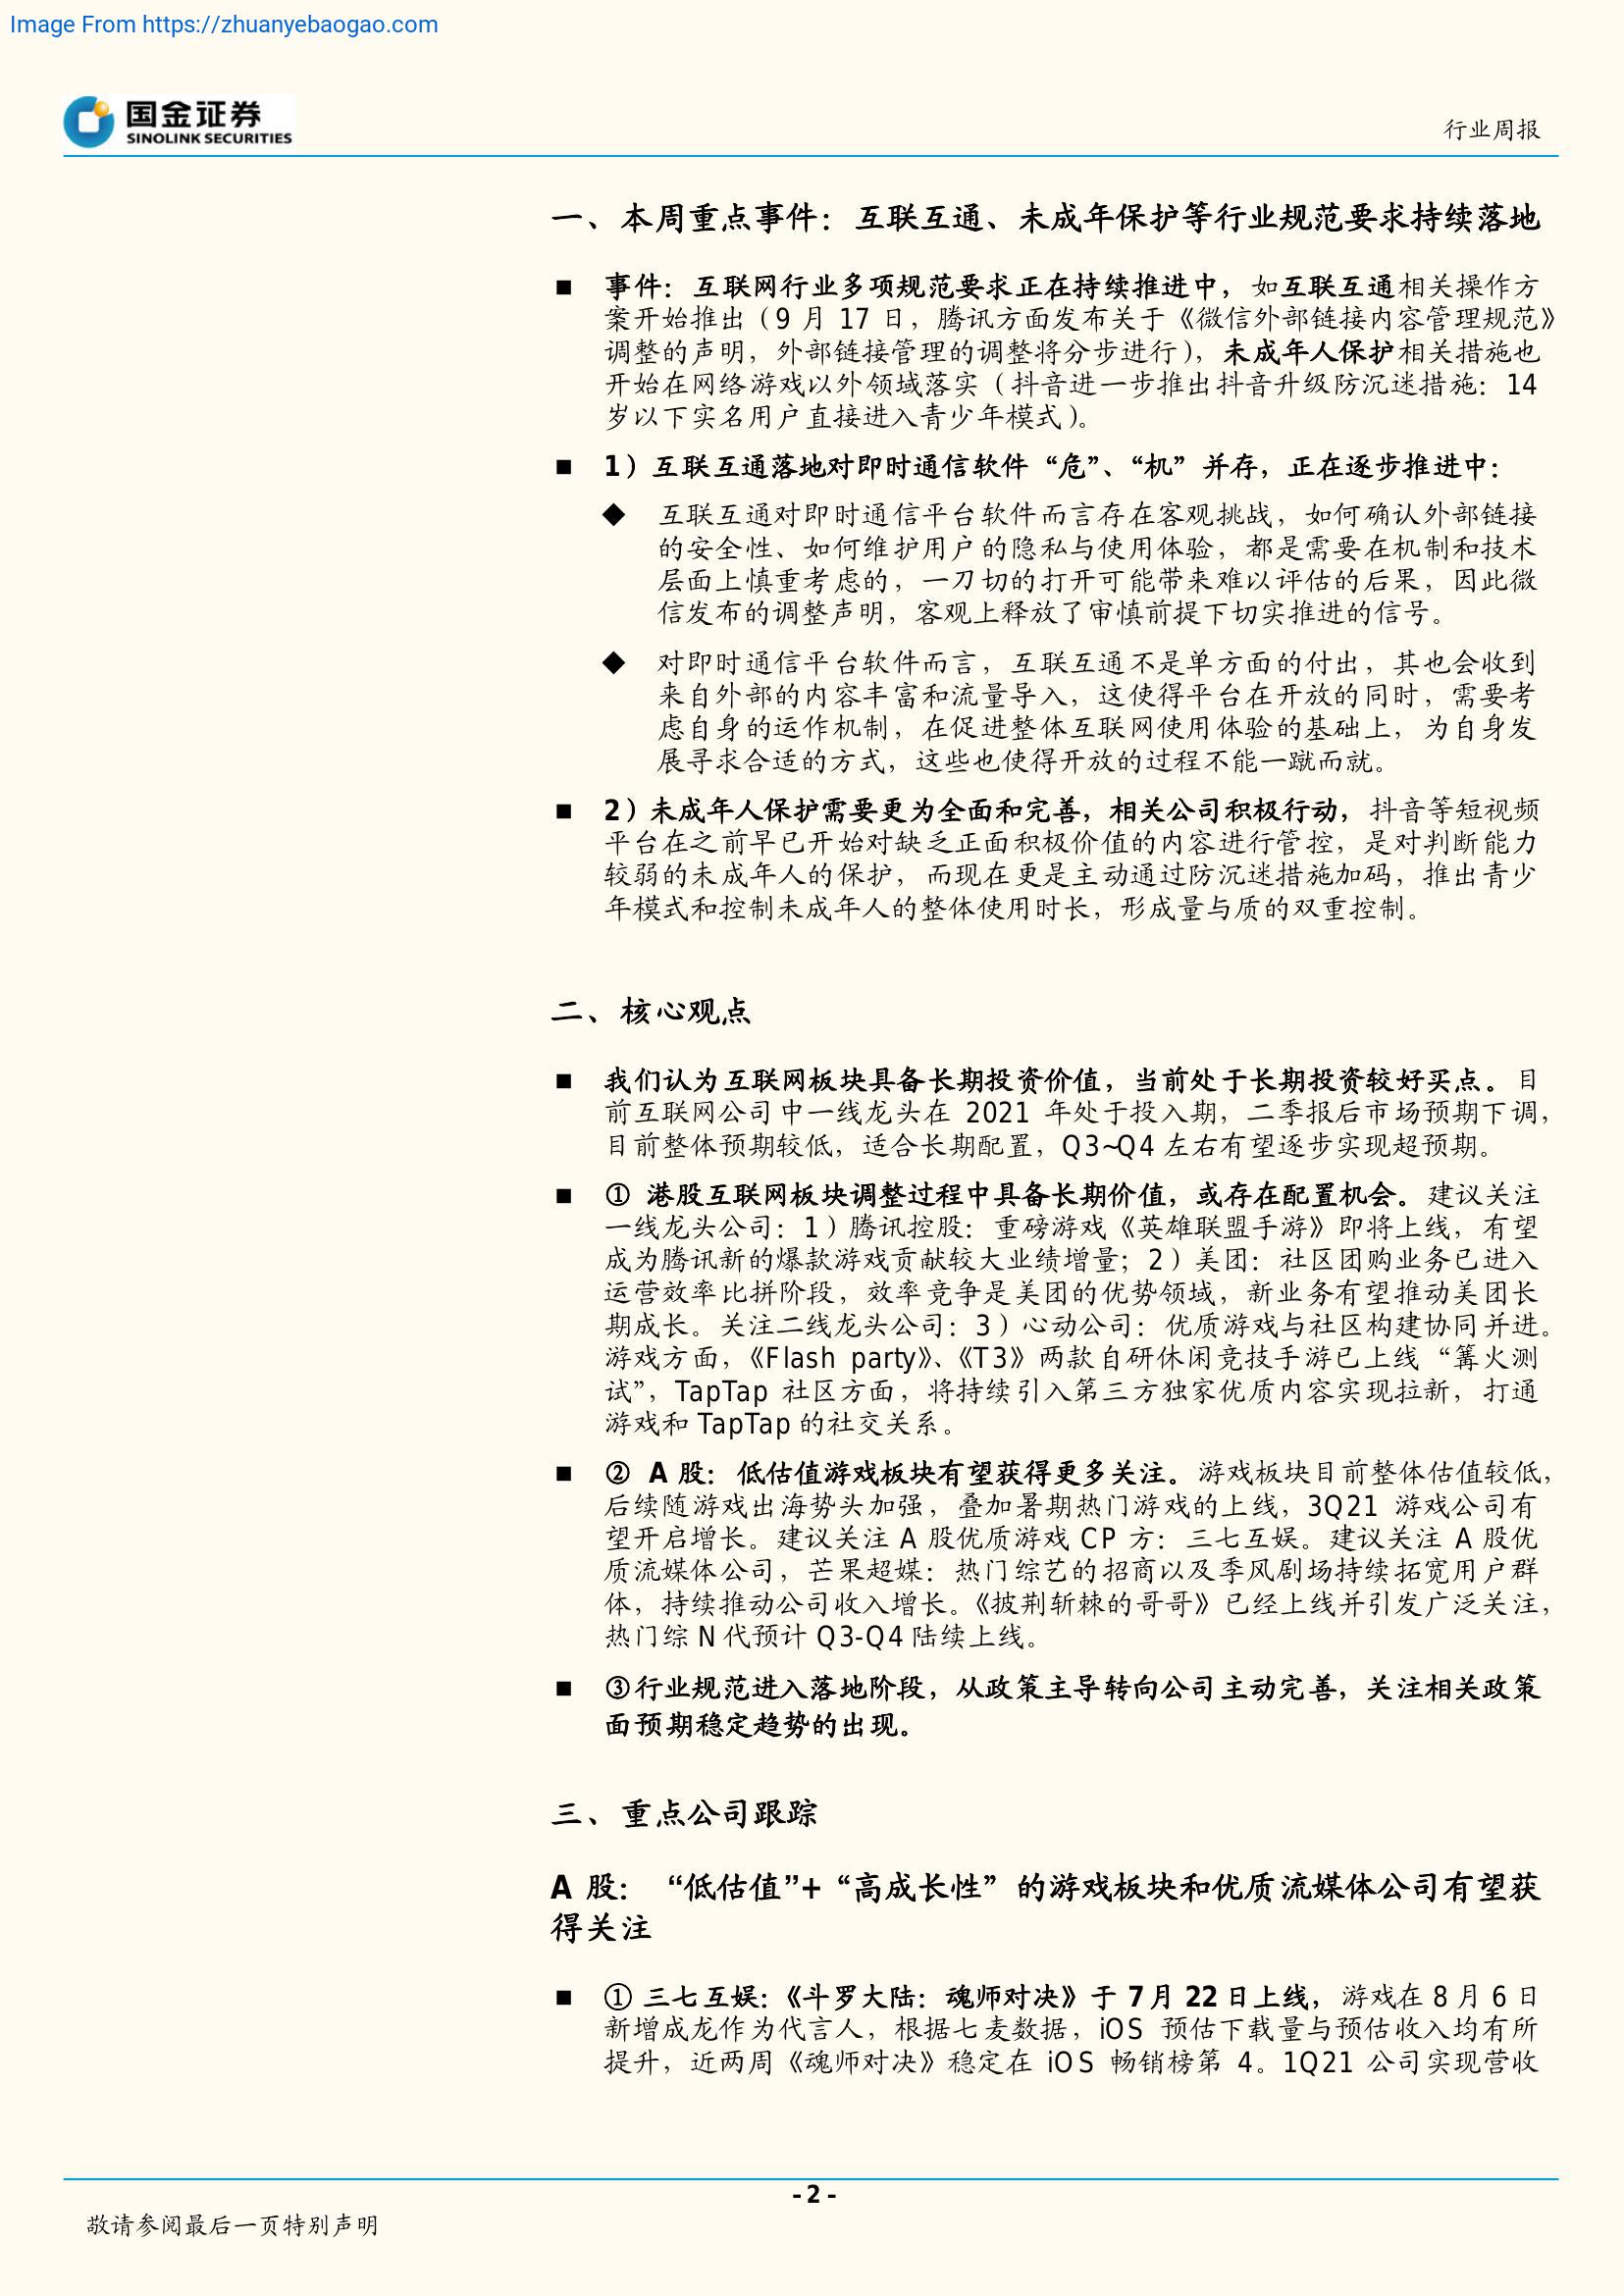 Image From https://zhuanyebaogao.com
国金证券
SINOLINK SECURITIES
行业周报
一、本周重点事件：互联互通、未成年保护等行业规范要求持续落地
■ 事件：互联网行业多项规范要求正在持续推进中，如互联互通相关操作方
案开始推出（9 月 17 日，腾讯方面发布关于《微信外部链接内容管理规范》
调整的声明，外部链接管理的调整将分步进行），未成年人保护相关措施也
开始在网络游戏以外领域落实（抖音进一步推出抖音升级防沉迷措施：14
岁以下实名用户直接进入青少年模式）。
■ 1）互联互通落地对即时通信软件“危”、“机”并存，正在逐步推进中：
◆ 互联互通对即时通信平台软件而言存在客观挑战，如何确认外部链接
的安全性、如何维护用户的隐私与使用体验，都是需要在机制和技术
层面上慎重考虑的，一刀切的打开可能带来难以评估的后果，因此微
信发布的调整声明，客观上释放了审慎前提下切实推进的信号。
◆ 对即时通信平台软件而言，互联互通不是单方面的付出，其也会收到
来自外部的内容丰富和流量导入，这使得平台在开放的同时，需要考
虑自身的运作机制，在促进整体互联网使用体验的基础上，为自身发
展寻求合适的方式，这些也使得开放的过程不能一蹴而就。
■ 2）未成年人保护需要更为全面和完善，相关公司积极行动，抖音等短视频
平台在之前早已开始对缺乏正面积极价值的内容进行管控，是对判断能力
较弱的未成年人的保护，而现在更是主动通过防沉迷措施加码，推出青少
年模式和控制未成年人的整体使用时长，形成量与质的双重控制。
二、核心观点
■ 我们认为互联网板块具备长期投资价值，当前处于长期投资较好买点。目
前互联网公司中一线龙头在 2021 年处于投入期，二季报后市场预期下调，
目前整体预期较低，适合长期配置，Q3~Q4 左右有望逐步实现超预期。
■ ① 港股互联网板块调整过程中具备长期价值，或存在配置机会。建议关注
一线龙头公司：1）腾讯控股：重磅游戏《英雄联盟手游》即将上线，有望
成为腾讯新的爆款游戏贡献较大业绩增量；2）美团：社区团购业务已进入
运营效率比拼阶段，效率竞争是美团的优势领域，新业务有望推动美团长
期成长。关注二线龙头公司：3）心动公司：优质游戏与社区构建协同并进。
游戏方面，《Flash party》、《T3》两款自研休闲竞技手游已上线“篝火测
试”，TapTap 社区方面，将持续引入第三方独家优质内容实现拉新，打通
游戏和 TapTap 的社交关系。
■ ② A 股：低估值游戏板块有望获得更多关注。游戏板块目前整体估值较低，
后续随游戏出海势头加强，叠加暑期热门游戏的上线，3Q21 游戏公司有
望开启增长。建议关注 A 股优质游戏 CP 方：三七互娱。建议关注 A 股优
质流媒体公司，芒果超媒：热门综艺的招商以及季风剧场持续拓宽用户群
体，持续推动公司收入增长。《披荆斩棘的哥哥》已经上线并引发广泛关注，
热门综 N 代预计 Q3-Q4 陆续上线。
■ ③行业规范进入落地阶段，从政策主导转向公司主动完善，关注相关政策
面预期稳定趋势的出现。
三、重点公司跟踪
A 股：“低估值”+“高成长性”的游戏板块和优质流媒体公司有望获
得关注
■ ① 三七互娱：《斗罗大陆：魂师对决》于 7 月 22 日上线，游戏在 8 月 6 日
新增成龙作为代言人，根据七麦数据，iOS 预估下载量与预估收入均有所
提升，近两周《魂师对决》稳定在 iOS 畅销榜第 4。1Q21 公司实现营收
- 2 -
敬请参阅最后一页特别声明